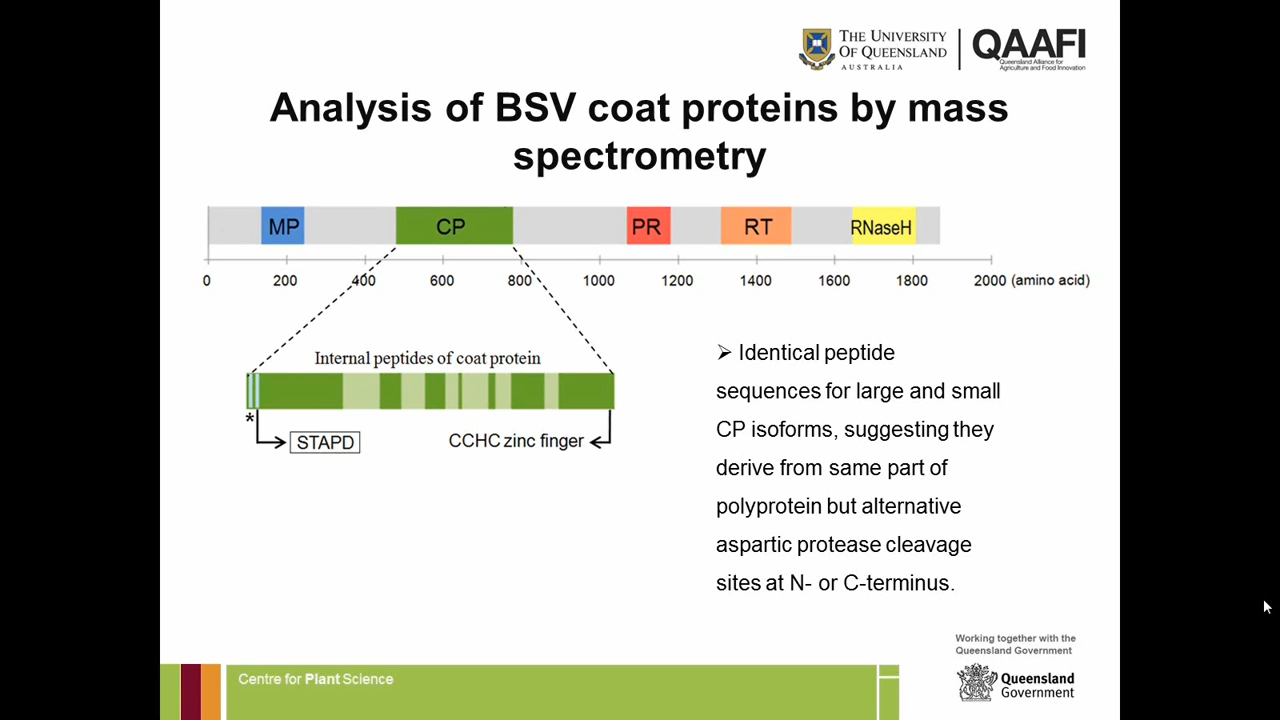 THE UNIVERSITY
OF QUEENSLAND
AUSTRALIA
QAAFI
Queensland Alliance for
Agriculture and Food Innovation
Analysis of BSV coat proteins by mass
spectrometry
MP CP PR RT RNaseH
0 200 400 600 800 1000 1200 1400 1600 1800 2000 (amino acid)
Internal peptides of coat protein
*
STAPD
CCHC zinc finger
➢ Identical peptide
sequences for large and small
CP isoforms, suggesting they
derive from same part of
polyprotein but alternative
aspartic protease cleavage
sites at N- or C-terminus.
Working together with the
Queensland Government
Centre for Plant Science
Queensland
Government